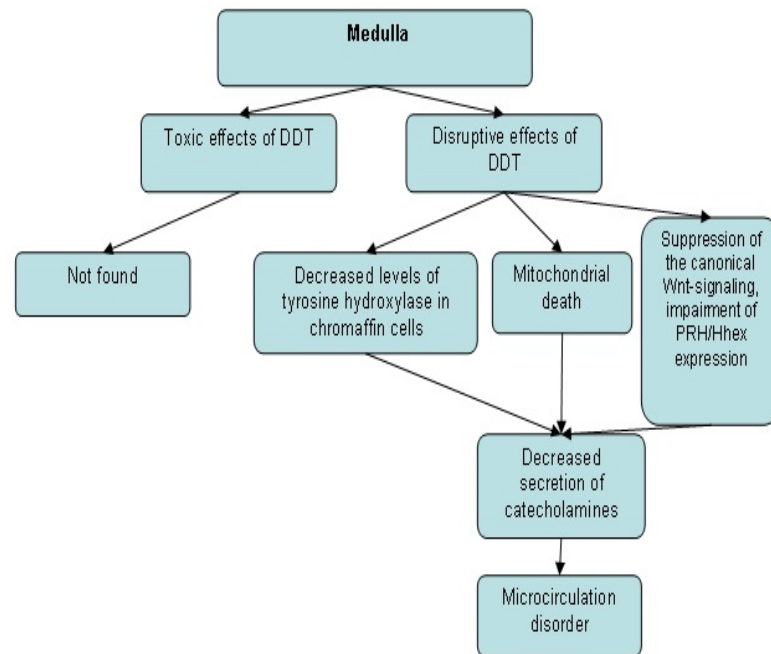 Medulla
Toxic effects of DDT
Disruptive effects of
DDT
Not found
Decreased levels of
tyrosine hydroxylase in
chromaffin cells
Mitochondrial
death
Suppression of
the canonical
Wnt-signaling,
impairment of
PRH/Hhex
expression
Decreased
secretion of
catecholamines
Microcirculation
disorder